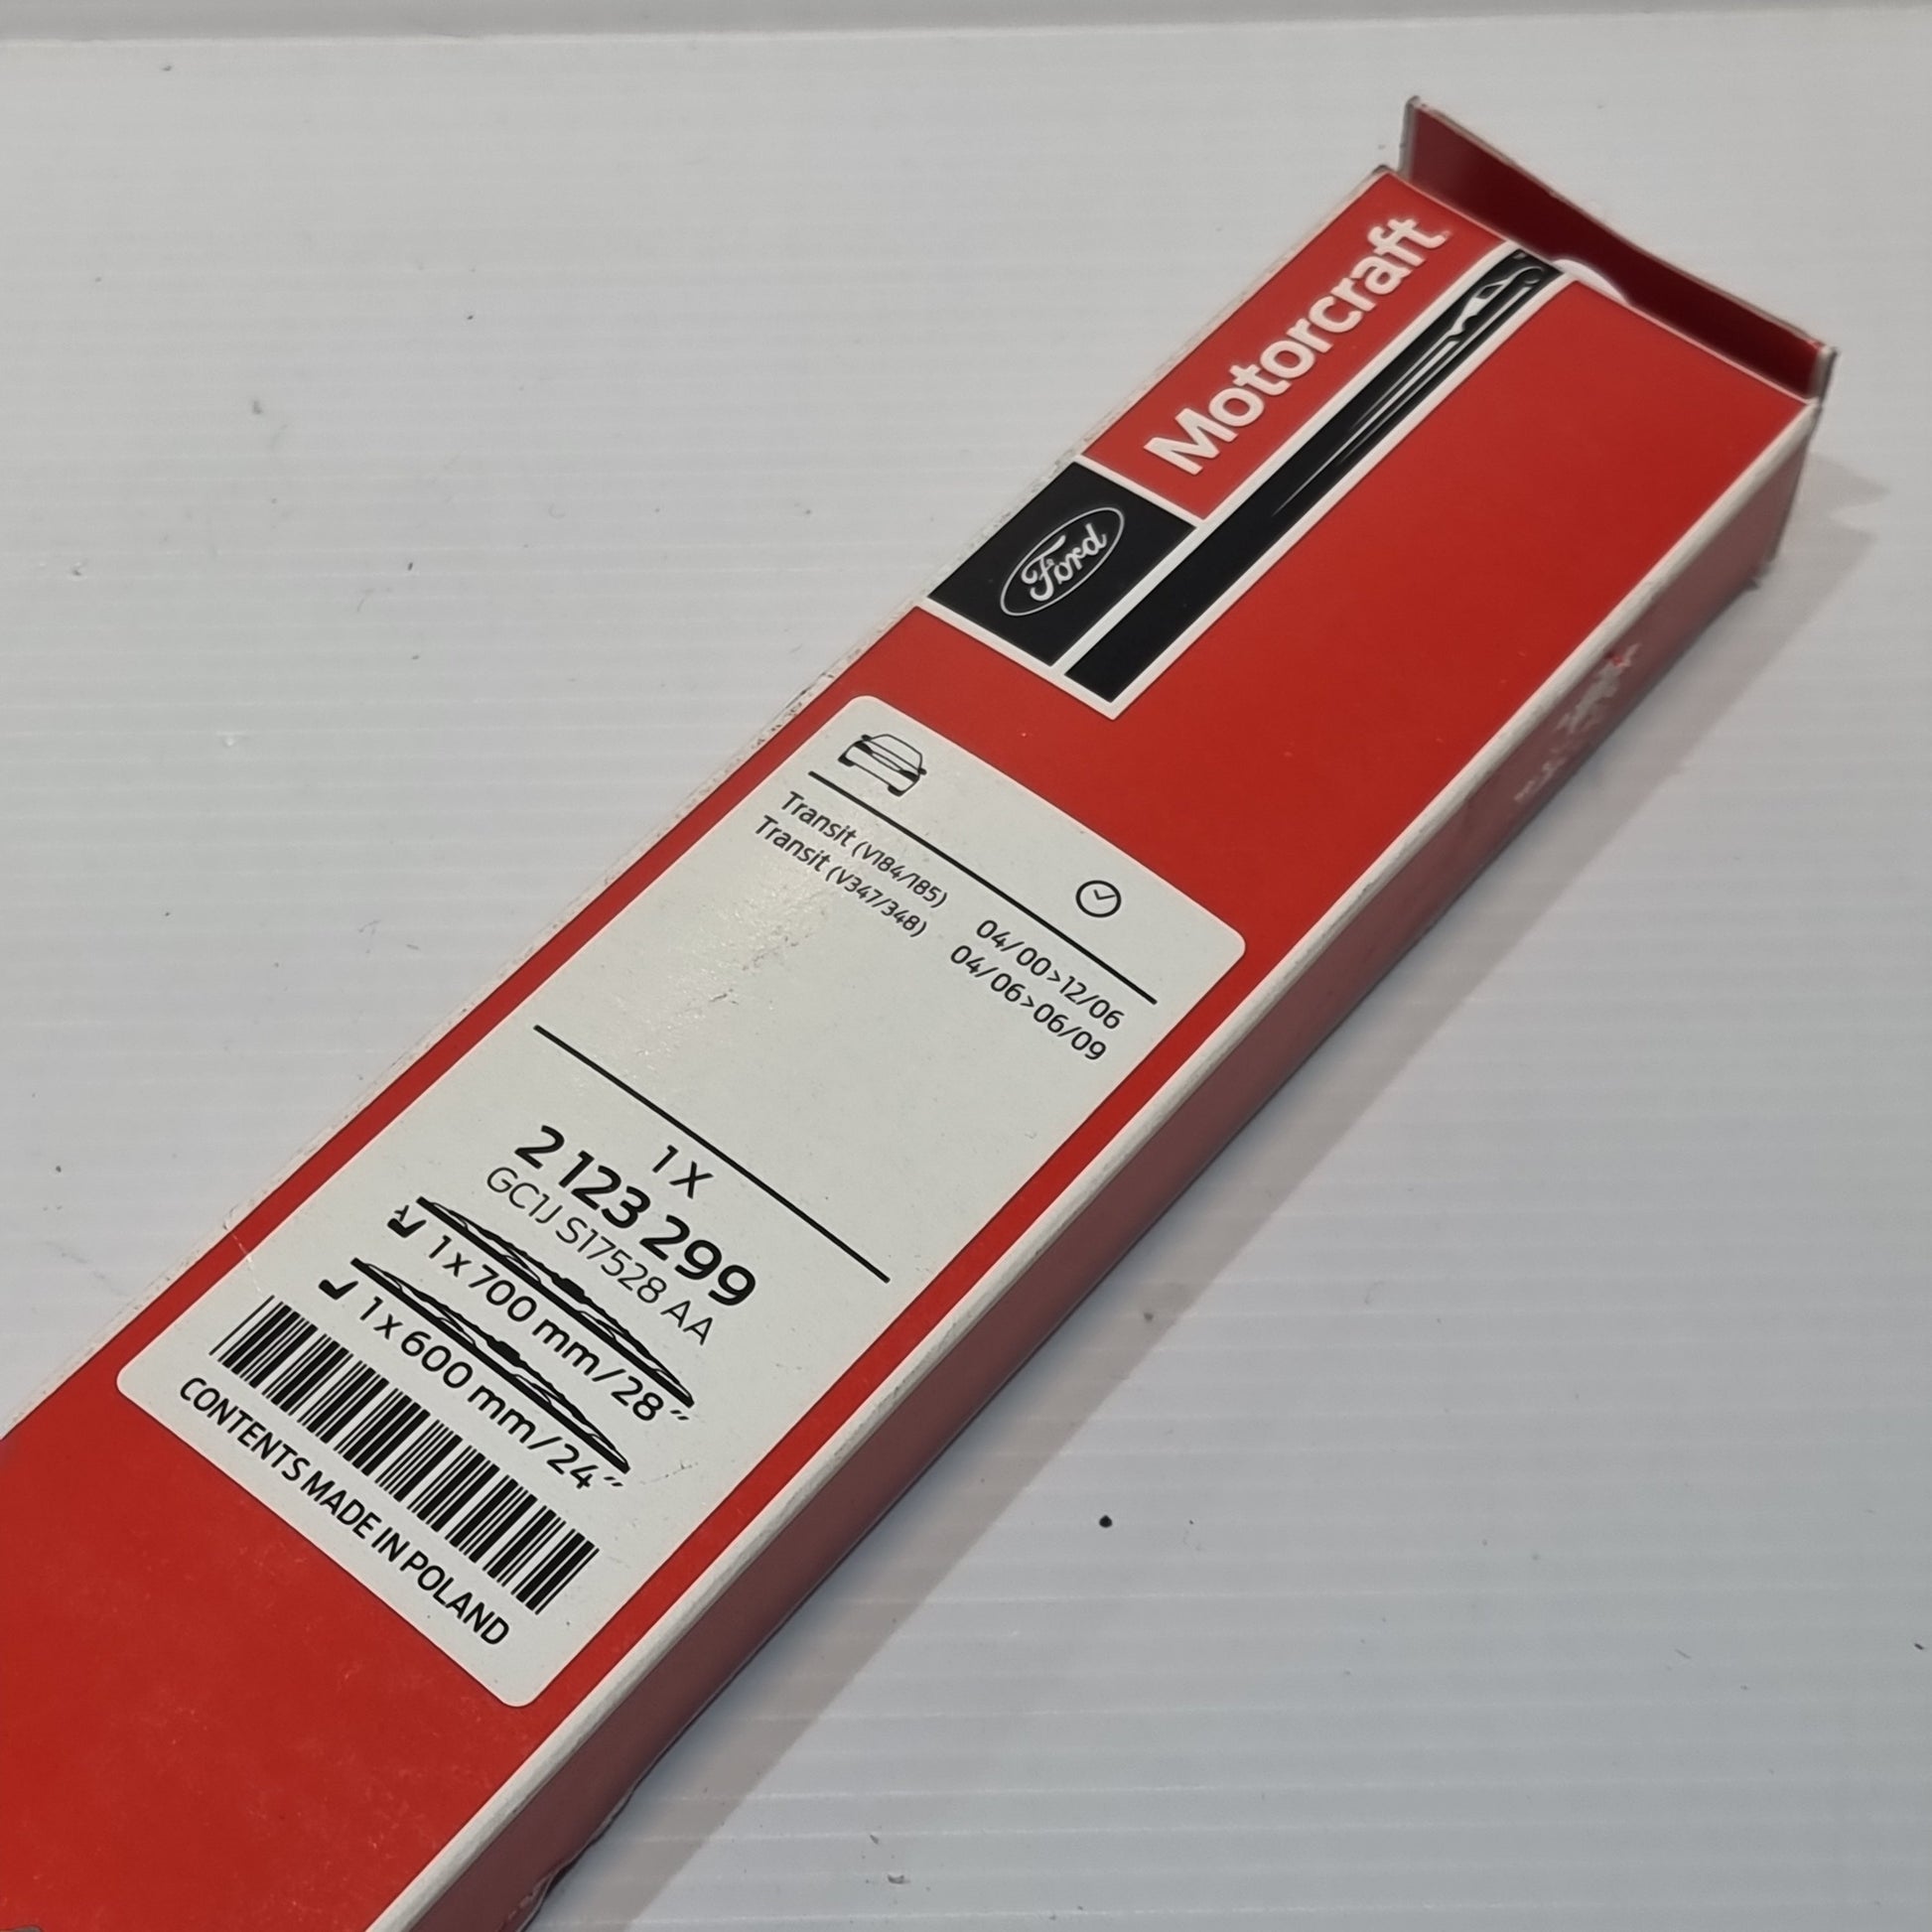 Motorcraft
Ford
Transit (V184/185) 04/00>12/06
Transit (V347/348) 04/06>06/09
1 X
2 123 299
GC1J S17528 AA
1 x 700 mm/28"
1 x 600 mm/24"
CONTENTS MADE IN POLAND